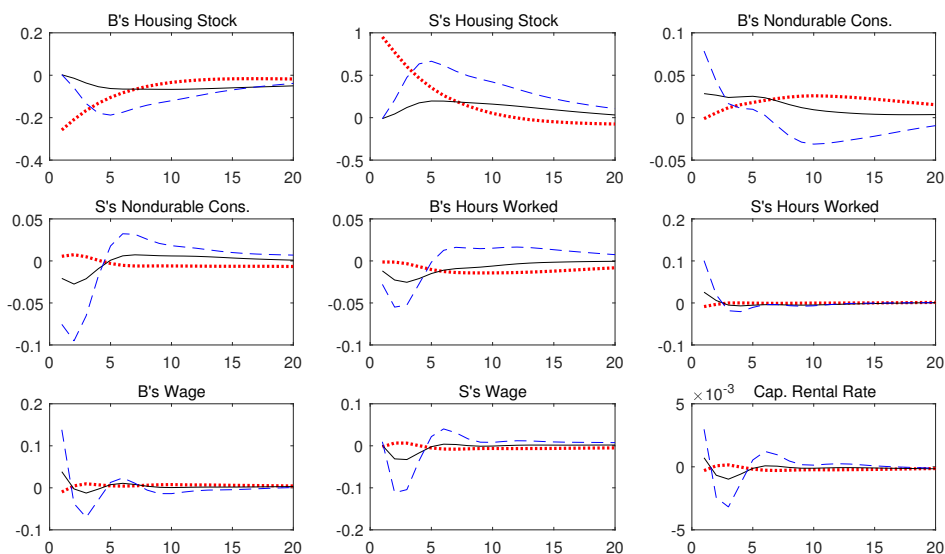 B's Housing Stock
0.2
0
-0.2
-0.4
0 5 10 15 20
S's Housing Stock
1
0.5
0
-0.5
0 5 10 15 20
B's Nondurable Cons.
0.1
0.05
0
-0.05
0 5 10 15 20
S's Nondurable Cons.
0.05
0
-0.05
-0.1
0 5 10 15 20
B's Hours Worked
0.05
0
-0.05
-0.1
0 5 10 15 20
S's Hours Worked
0.2
0.1
0
-0.1
0 5 10 15 20
B's Wage
0.2
0.1
0
-0.1
0 5 10 15 20
S's Wage
0.1
0
-0.1
-0.2
0 5 10 15 20
Cap. Rental Rate
×10⁻³
5
0
-5
0 5 10 15 20